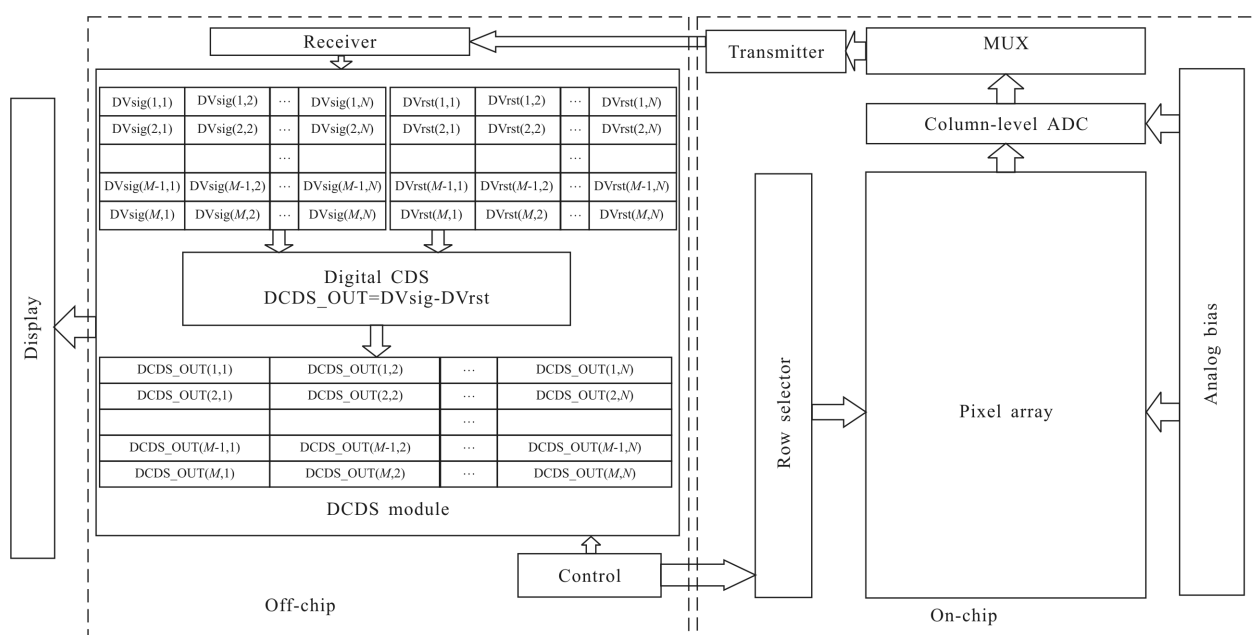 Receiver
Transmitter
MUX
Column-level ADC
DVsig(1,1) DVsig(1,2) ... DVsig(1,N) DVrst(1,1) DVrst(1,2) ... DVrst(1,N)
DVsig(2,1) DVsig(2,2) ... DVsig(2,N) DVrst(2,1) DVrst(2,2) ... DVrst(2,N)
... ...
DVsig(M-1,1) DVsig(M-1,2) ... DVsig(M-1,N) DVrst(M-1,1) DVrst(M-1,2) ... DVrst(M-1,N)
DVsig(M,1) DVsig(M,2) ... DVsig(M,N) DVrst(M,1) DVrst(M,2) ... DVrst(M,N)
Digital CDS
DCDS_OUT=DVsig-DVrst
DCDS_OUT(1,1) DCDS_OUT(1,2) ... DCDS_OUT(1,N)
DCDS_OUT(2,1) DCDS_OUT(2,2) ... DCDS_OUT(2,N)
...
DCDS_OUT(M-1,1) DCDS_OUT(M-1,2) ... DCDS_OUT(M-1,N)
DCDS_OUT(M,1) DCDS_OUT(M,2) ... DCDS_OUT(M,N)
DCDS module
Display
Row selector
Pixel array
Analog bias
Control
Off-chip
On-chip